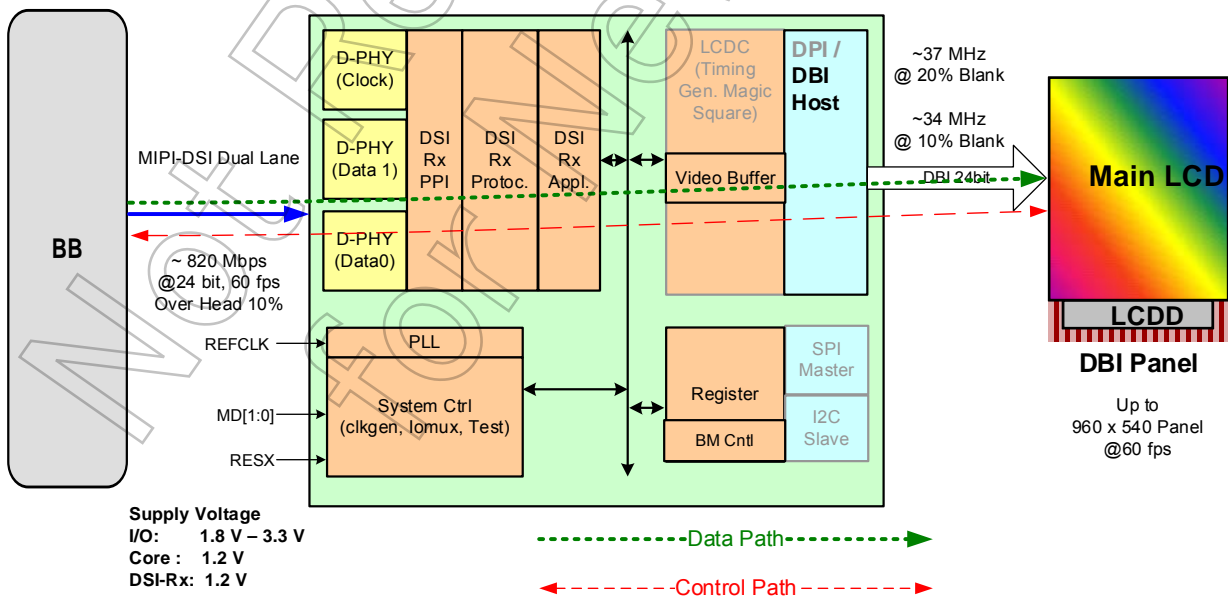 BB
MIPI-DSI Dual Lane
~ 820 Mbps
@24 bit, 60 fps
Over Head 10%
REFCLK
MD[1:0]
RESX
D-PHY
(Clock)
D-PHY
(Data 1)
D-PHY
(Data0)
DSI
Rx
PPI
DSI
Rx
Protoc.
DSI
Rx
Appl.
PLL
System Ctrl
(clkgen, Iomux, Test)
LCDC
(Timing
Gen. Magic
Square)
Video Buffer
DPI /
DBI
Host
Register
BM Cntl
SPI
Master
I2C
Slave
~37 MHz
@ 20% Blank
~34 MHz
@ 10% Blank
DBI 24bit
Main LCD
LCDD
DBI Panel
Up to
960 x 540 Panel
@60 fps
Supply Voltage
I/O: 1.8 V – 3.3 V
Core : 1.2 V
DSI-Rx: 1.2 V
Data Path
Control Path